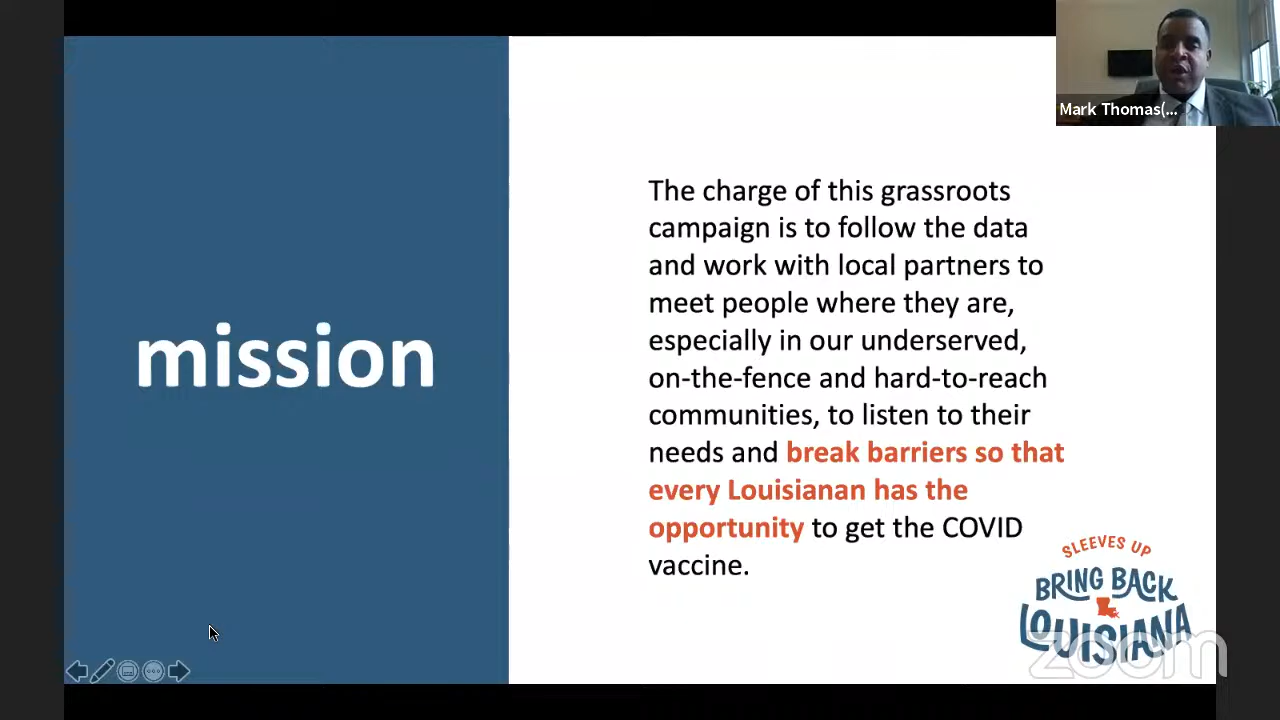 Mark Thomas(...
mission
The charge of this grassroots
campaign is to follow the data
and work with local partners to
meet people where they are,
especially in our underserved,
on-the-fence and hard-to-reach
communities, to listen to their
needs and break barriers so that
every Louisianan has the
opportunity to get the COVID
vaccine.
SLEEVES UP
BRING BACK
LOUISIANA
zoom